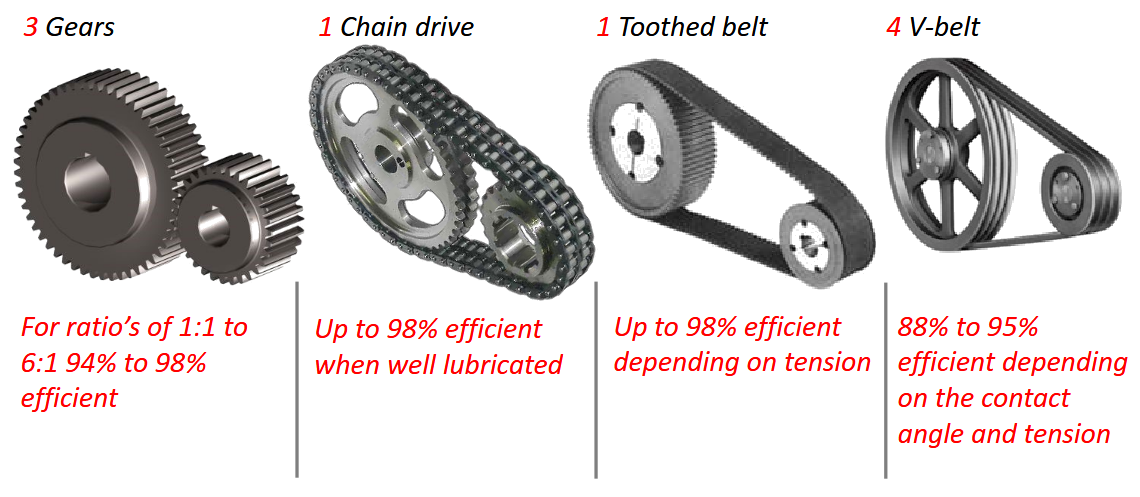 3 Gears
1 Chain drive
1 Toothed belt
4 V-belt
For ratio's of 1:1 to
6:1 94% to 98%
efficient
Up to 98% efficient
when well lubricated
Up to 98% efficient
depending on tension
88% to 95%
efficient depending
on the contact
angle and tension